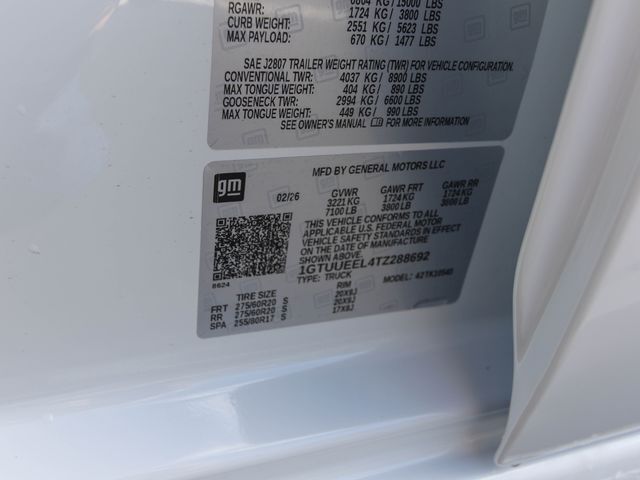 KG/15000 LBS
RGAWR: 1724 KG/ 3800 LBS
CURB WEIGHT: 2551 KG/ 5623 LBS
MAX PAYLOAD: 670 KG/ 1477 LBS
SAE J2807 TRAILER WEIGHT RATING (TWR) FOR VEHICLE CONFIGURATION.
CONVENTIONAL TWR: 4037 KG/ 8900 LBS
MAX TONGUE WEIGHT: 404 KG/ 890 LBS
GOOSENECK TWR: 2994 KG/ 6600 LBS
MAX TONGUE WEIGHT: 449 KG/ 990 LBS
SEE OWNER'S MANUAL FOR MORE INFORMATION
gm
MFD BY GENERAL MOTORS LLC
02/26
GVWR GAWR FRT GAWR RR
3221 KG 1724 KG 1724 KG
7100 LB 3800 LB 3800 LB
THIS VEHICLE CONFORMS TO ALL
APPLICABLE U.S. FEDERAL MOTOR
VEHICLE SAFETY STANDARDS IN EFFECT
ON THE DATE OF MANUFACTURE SHOWN ABOVE.
1GTUUEEL4TZ288692
8624
TYPE: TRUCK MODEL:
TIRE SIZE RIM
FRT 275/60R20 S 20X9J
RR 275/60R20 S 20X9J
SPA 255/80R17 S 17X8J